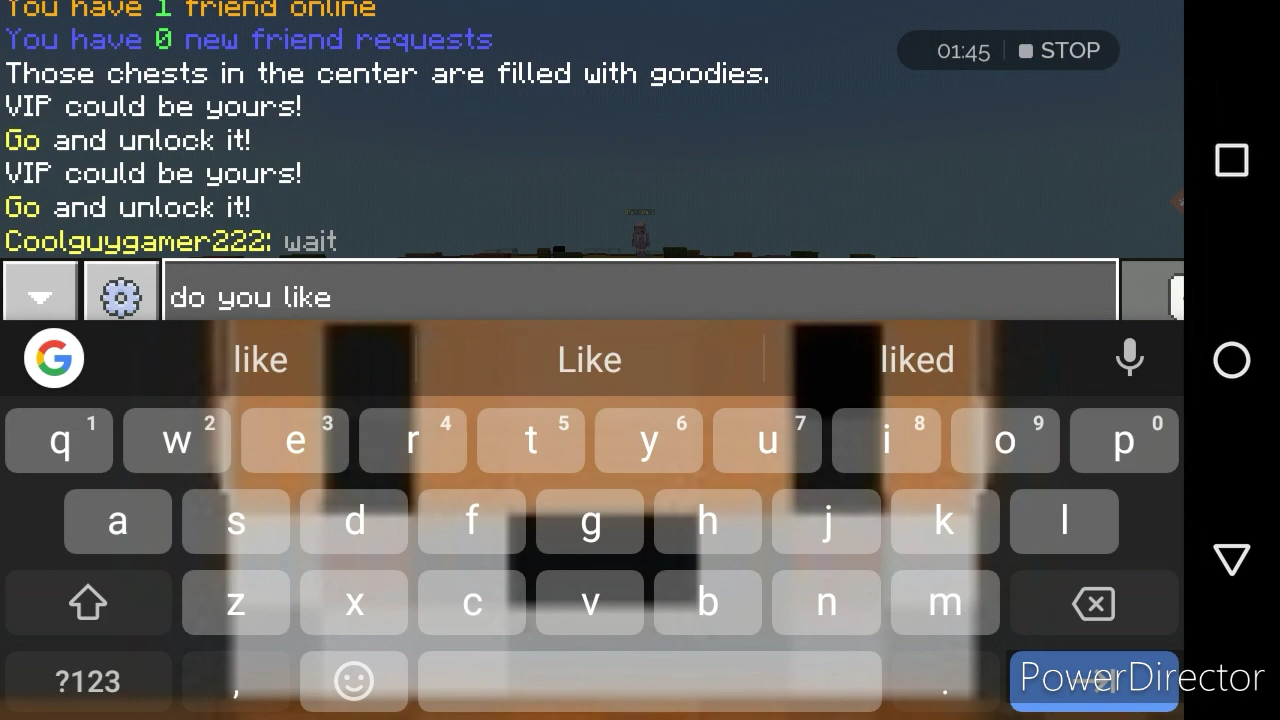 You have 1 friend online
You have 0 new friend requests
01:45 STOP
Those chests in the center are filled with goodies.
VIP could be yours!
Go and unlock it!
VIP could be yours!
Go and unlock it!
Coolguygamer222: wait
do you like
like Like liked
q 1 w 2 e 3 r 4 t 5 y 6 u 7 i 8 o 9 p 0
a s d f g h j k l
z x c v b n m
?123 , .
PowerDirector